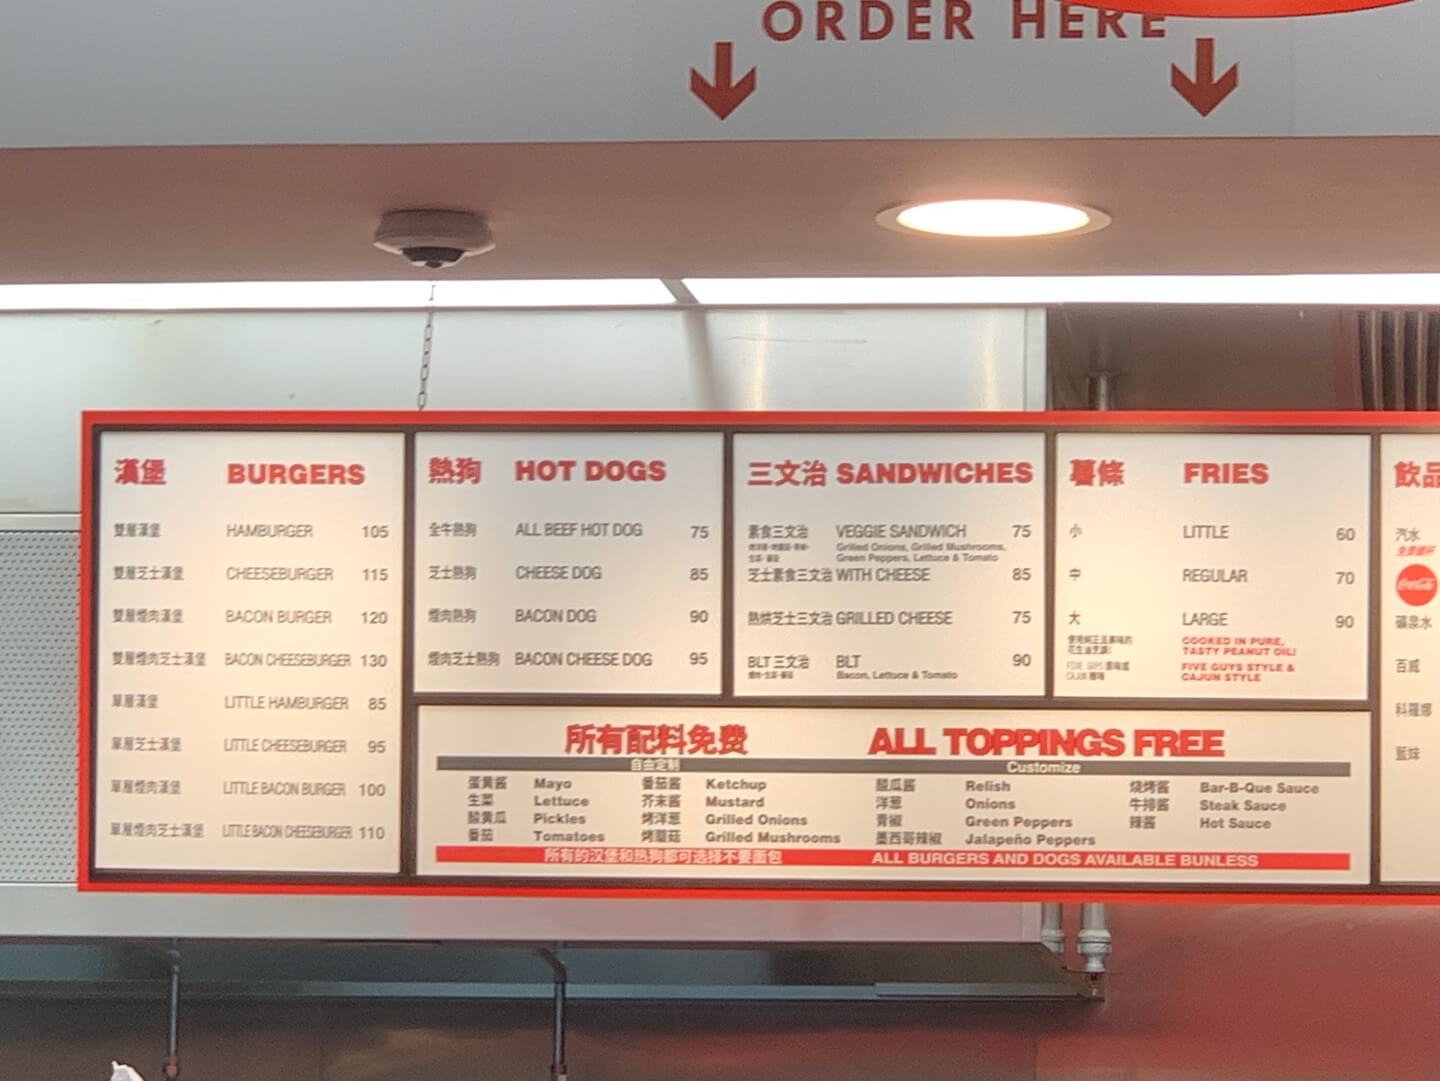 ORDER HERE
漢堡 BURGERS
雙層漢堡 HAMBURGER 105
雙層芝士漢堡 CHEESEBURGER 115
雙層煙肉漢堡 BACON BURGER 120
雙層煙肉芝士漢堡 BACON CHEESEBURGER 130
單層漢堡 LITTLE HAMBURGER 85
單層芝士漢堡 LITTLE CHEESEBURGER 95
單層煙肉漢堡 LITTLE BACON BURGER 100
單層煙肉芝士漢堡 LITTLE BACON CHEESEBURGER 110
熱狗 HOT DOGS
全牛熱狗 ALL BEEF HOT DOG 75
芝士熱狗 CHEESE DOG 85
煙肉熱狗 BACON DOG 90
煙肉芝士熱狗 BACON CHEESE DOG 95
三文治 SANDWICHES
素食三文治 VEGGIE SANDWICH 75
Grilled Onions, Grilled Mushrooms,
Green Peppers, Lettuce & Tomato
芝士素食三文治 WITH CHEESE 85
熱烘芝士三文治 GRILLED CHEESE 75
BLT 三文治 BLT 90
Bacon, Lettuce & Tomato
薯條 FRIES
小 LITTLE 60
中 REGULAR 70
大 LARGE 90
COOKED IN PURE,
TASTY PEANUT OIL!
FIVE GUYS STYLE &
CAJUN STYLE
所有配料免费 ALL TOPPINGS FREE
自由定制 Customize
蛋黄酱 Mayo 番茄酱 Ketchup 酸瓜酱 Relish 烧烤酱 Bar-B-Que Sauce
生菜 Lettuce 芥末酱 Mustard 洋葱 Onions 牛排酱 Steak Sauce
酸黄瓜 Pickles 烤洋葱 Grilled Onions 青椒 Green Peppers 辣酱 Hot Sauce
番茄 Tomatoes 烤蘑菇 Grilled Mushrooms 墨西哥辣椒 Jalapeño Peppers
所有的汉堡和热狗都可选择不要面包 ALL BURGERS AND DOGS AVAILABLE BUNLESS
飲品
汽水
Coca-Cola
礦泉水
百威
科羅娜
藍妹